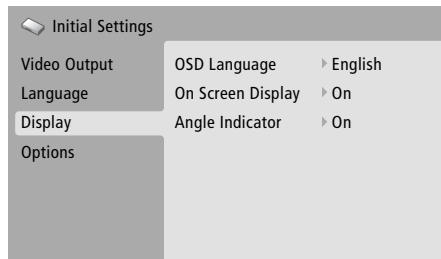 Initial Settings
Video Output
Language
Display
Options
OSD Language English
On Screen Display On
Angle Indicator On